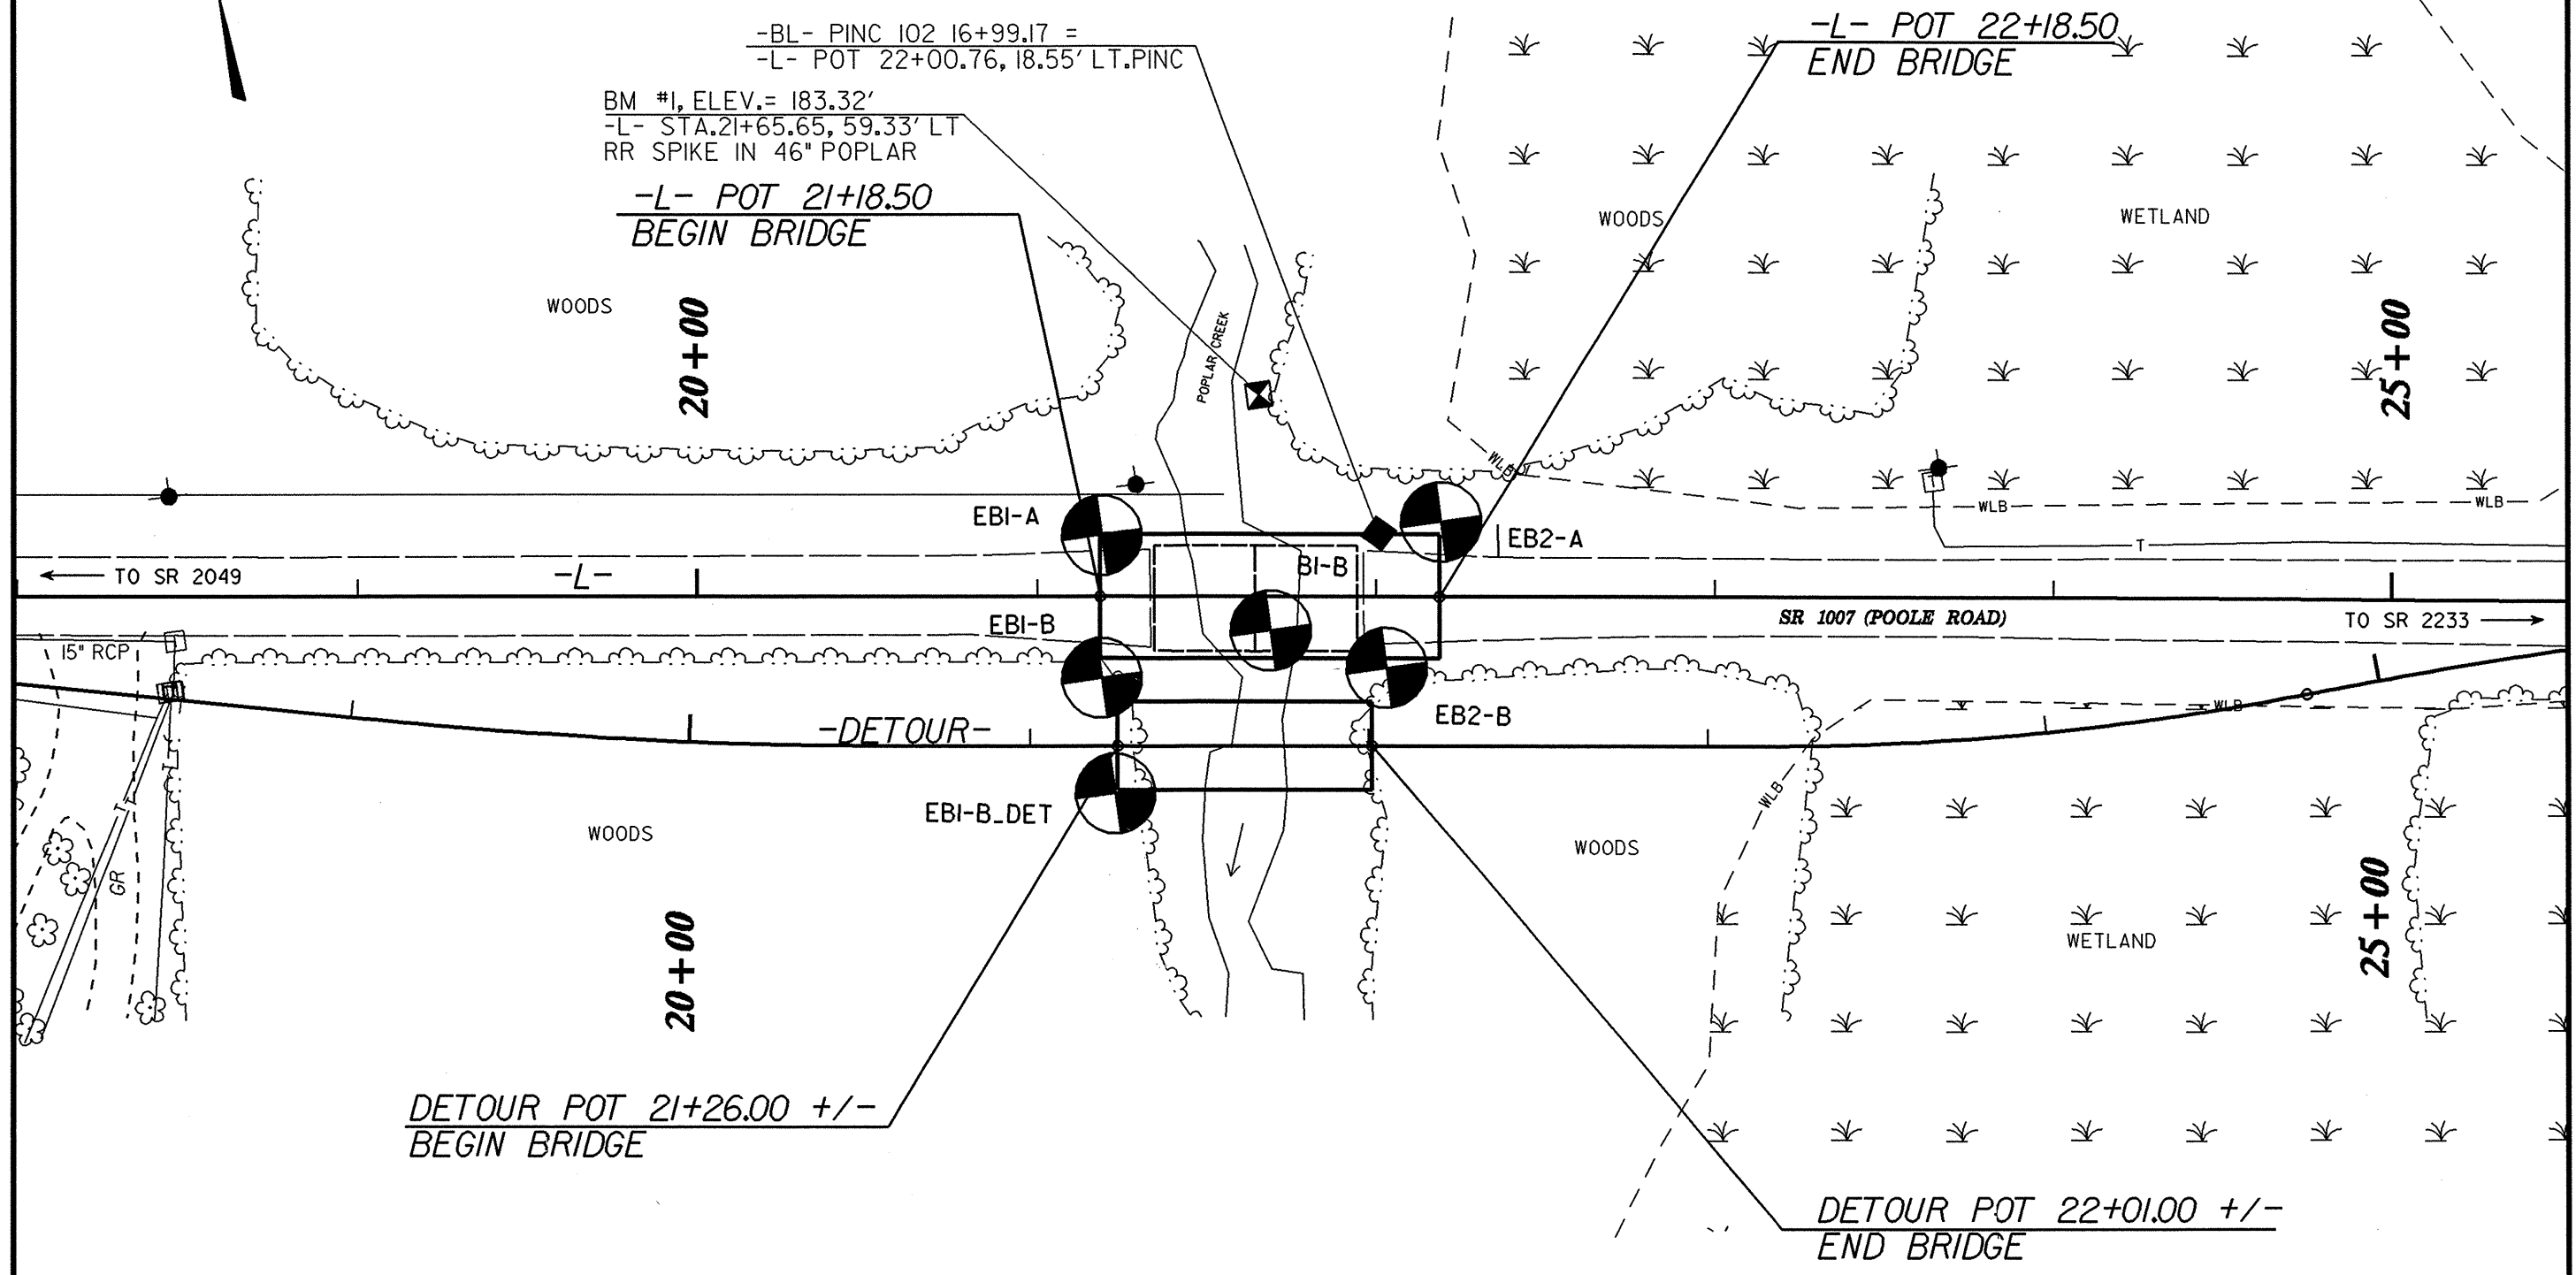 -BL- PINC 102 16+99.17 =
-L- POT 22+00.76, 18.55' LT.PINC
-L- POT 22+18.50
END BRIDGE
BM #1, ELEV.= 183.32'
-L- STA.21+65.65, 59.33' LT
RR SPIKE IN 46" POPLAR
-L- POT 21+18.50
BEGIN BRIDGE
WOODS
WETLAND
WOODS
20+00
POPLAR CREEK
25+00
WLB
WLB
WLB
EB1-A
EB2-A
B1-B
T
TO SR 2049
-L-
EB1-B
SR 1007 (POOLE ROAD)
TO SR 2233
15" RCP
WLB
EB2-B
-DETOUR-
WLB
T
T
GR
EB1-B_DET
WOODS
WOODS
20+00
25+00
WETLAND
DETOUR POT 21+26.00 +/-
BEGIN BRIDGE
DETOUR POT 22+01.00 +/-
END BRIDGE